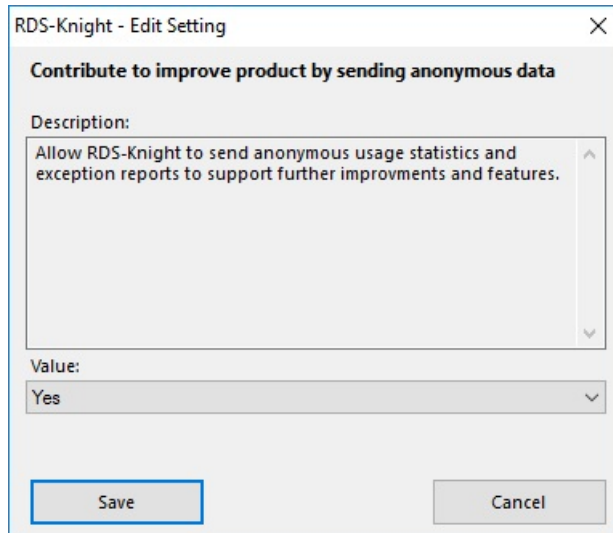 RDS-Knight - Edit Setting
Contribute to improve product by sending anonymous data
Description:
Allow RDS-Knight to send anonymous usage statistics and
exception reports to support further improvments and features.
Value:
Yes
Save
Cancel